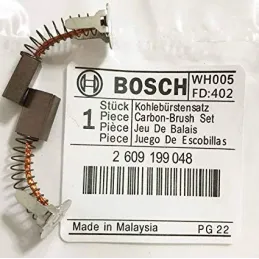 BOSCH WH005
FD:402
1 Stück Kohlebürstensatz
Piece Carbon-Brush Set
Pièce Jeu De Balais
Pieza Juego De Escobillas
2 609 199 048
Made in Malaysia PG 22